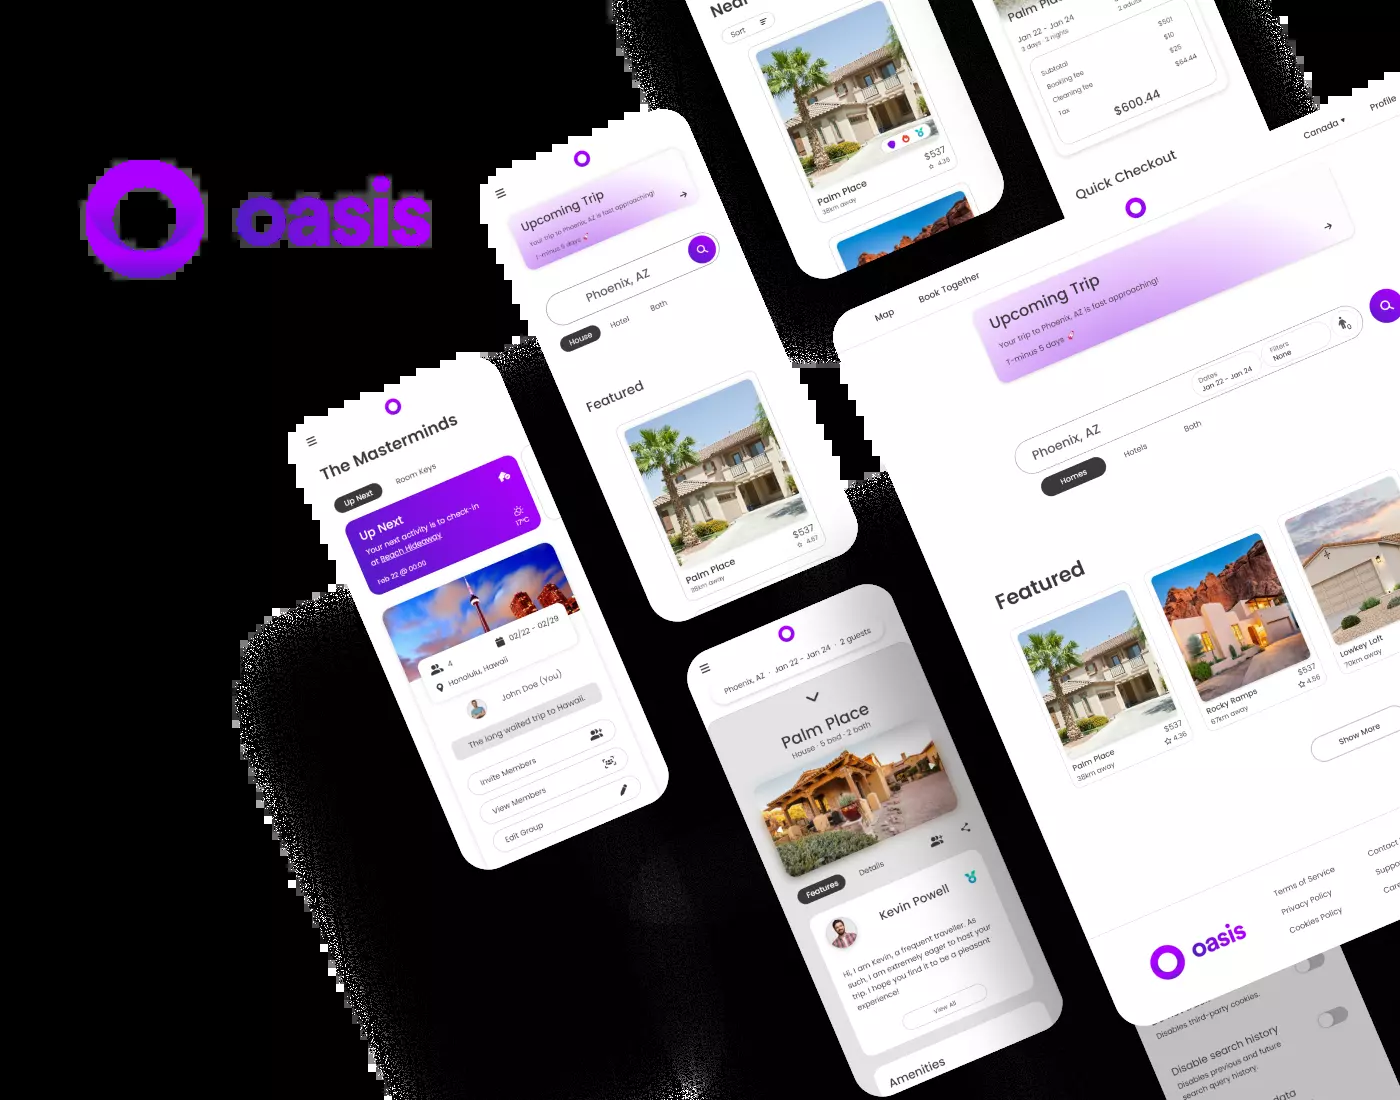 oasis
The Masterminds
Up Next
Room Keys
Up Next
Your next activity is to check-in
at Beach Hideaway
Feb 22 @ 00:00
17°C
4
02/22 - 02/29
Honolulu, Hawaii
John Doe (You)
The long waited trip to Hawaii.
Invite Members
View Members
Edit Group
Upcoming Trip
Your trip to Phoenix, AZ is fast approaching!
T-minus 5 days
Phoenix, AZ
House
Hotel
Both
Featured
$537
4.67
Palm Place
Sort
$537
4.36
Palm Place
38km away
Palm Pla
Jan 22 - Jan 24
3 days · 2 nights
Subtotal
$501
Booking fee
$10
Cleaning fee
$25
Tax
$64.44
$600.44
Quick Checkout
Phoenix, AZ · Jan 22 - Jan 24 · 2 guests
Palm Place
House · 5 bed · 2 bath
Features
Details
Kevin Powell
Hi, I am Kevin, a frequent traveller. As
such, I am extremely eager to host your
trip. I hope you find it to be a pleasant
experience!
View All
Amenities
Map
Book Together
Canada
Profile
Upcoming Trip
Your trip to Phoenix, AZ is fast approaching!
T-minus 5 days
Phoenix, AZ
Dates
Jan 22 - Jan 24
Filters
None
0
Homes
Hotels
Both
Featured
Palm Place
38km away
$537
4.36
Rocky Ramps
67km away
$537
4.56
Lowkey Lot
70km away
Show More
oasis
Terms of Service
Privacy Policy
Cookies Policy
Contact
Suppo
Care
Disables third-party cookies.
Disable search history
Disables previous and future
search query history.
data